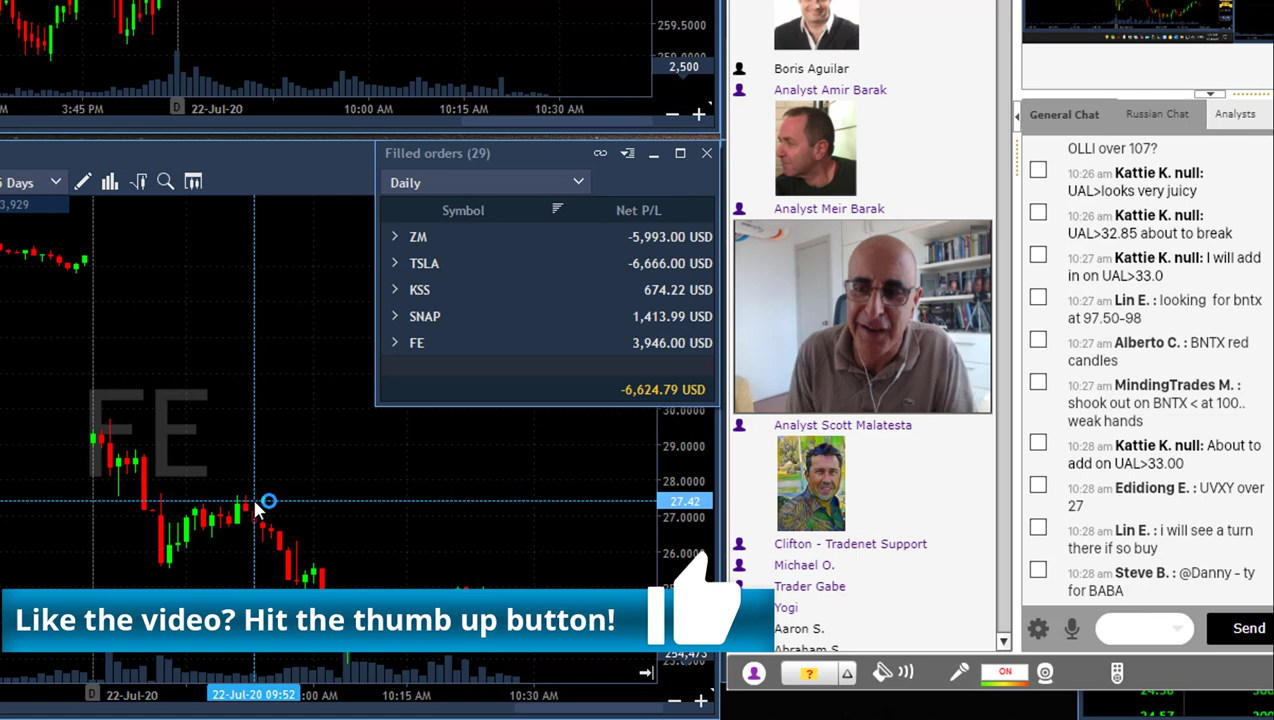 259.5000
2,500
3:45 PM
D
22-Jul-20
10:00 AM
10:15 AM
10:30 AM
5 Days
3,929
FE
Filled orders (29)
Daily
Symbol
Net P/L
ZM
-5,993.00 USD
TSLA
-6,666.00 USD
KSS
674.22 USD
SNAP
1,413.99 USD
FE
3,946.00 USD
-6,624.79 USD
30.0000
29.0000
28.0000
27.42
27.0000
26.0000
Like the video? Hit the thumb up button!
D
22-Jul-20
22-Jul-20 09:52
:00 AM
10:15 AM
10:30 AM
Boris Aguilar
Analyst Amir Barak
Analyst Meir Barak
Analyst Scott Malatesta
Clifton - Tradenet Support
Michael O.
Trader Gabe
Yogi
Aaron S.
Abraham S.
?
ON
General Chat
Russian Chat
Analysts
OLLI over 107?
10:26 am Kattie K. null:
UAL>looks very juicy
10:26 am Kattie K. null:
UAL>32.85 about to break
10:27 am Kattie K. null: I will add
in on UAL>33.0
10:27 am Lin E. : looking for bntx
at 97.50-98
10:27 am Alberto C. : BNTX red
candles
10:27 am MindingTrades M. :
shook out on BNTX < at 100..
weak hands
10:28 am Kattie K. null: About to
add on UAL>33.00
10:28 am Edidiong E. : UVXY over
27
10:28 am Lin E. : i will see a turn
there if so buy
10:28 am Steve B. : @Danny - ty
for BABA
Send